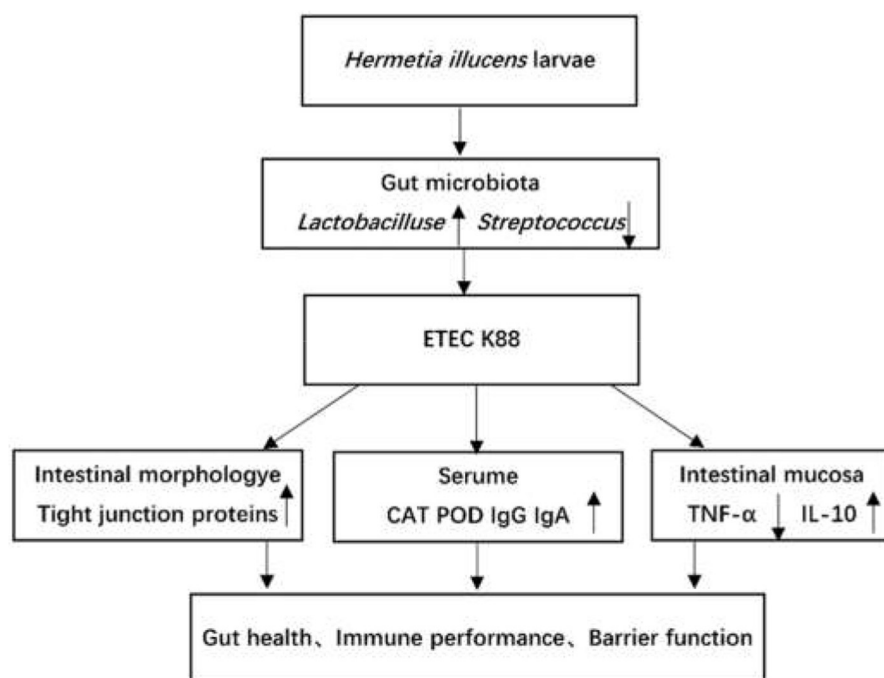 Hermetia illucens larvae
Gut microbiota
Lactobacilluse Streptococcus
ETEC K88
Intestinal morphologye
Tight junction proteins
Serume
CAT POD IgG IgA
Intestinal mucosa
TNF-α IL-10
Gut health、Immune performance、Barrier function